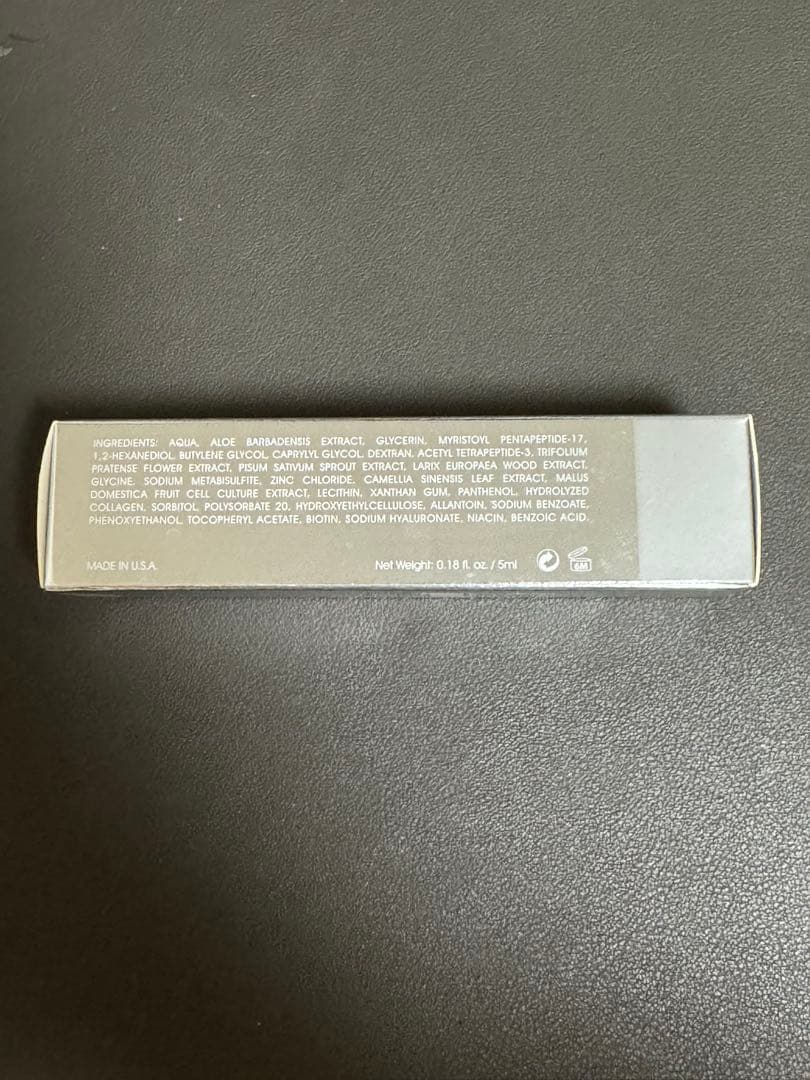 INGREDIENTS: AQUA, ALOE BARBADENSIS EXTRACT, GLYCERIN, MYRISTOYL PENTAPEPTIDE-17,
1,2-HEXANEDIOL, BUTYLENE GLYCOL, CAPRYLYL GLYCOL, DEXTRAN, ACETYL TETRAPEPTIDE-3, TRIFOLIUM
PRATENSE FLOWER EXTRACT, PISUM SATIVUM SPROUT EXTRACT, LARIX EUROPAEA WOOD EXTRACT,
GLYCINE, SODIUM METABISULFITE, ZINC CHLORIDE, CAMELLIA SINENSIS LEAF EXTRACT, MALUS
DOMESTICA FRUIT CELL CULTURE EXTRACT, LECITHIN, XANTHAN GUM, PANTHENOL, HYDROLYZED
COLLAGEN, SORBITOL, POLYSORBATE 20, HYDROXYETHYLCELLULOSE, ALLANTOIN, SODIUM BENZOATE,
PHENOXYETHANOL, TOCOPHERYL ACETATE, BIOTIN, SODIUM HYALURONATE, NIACIN, BENZOIC ACID.
MADE IN U.S.A. Net Weight: 0.18 fl. oz. / 5ml 6M